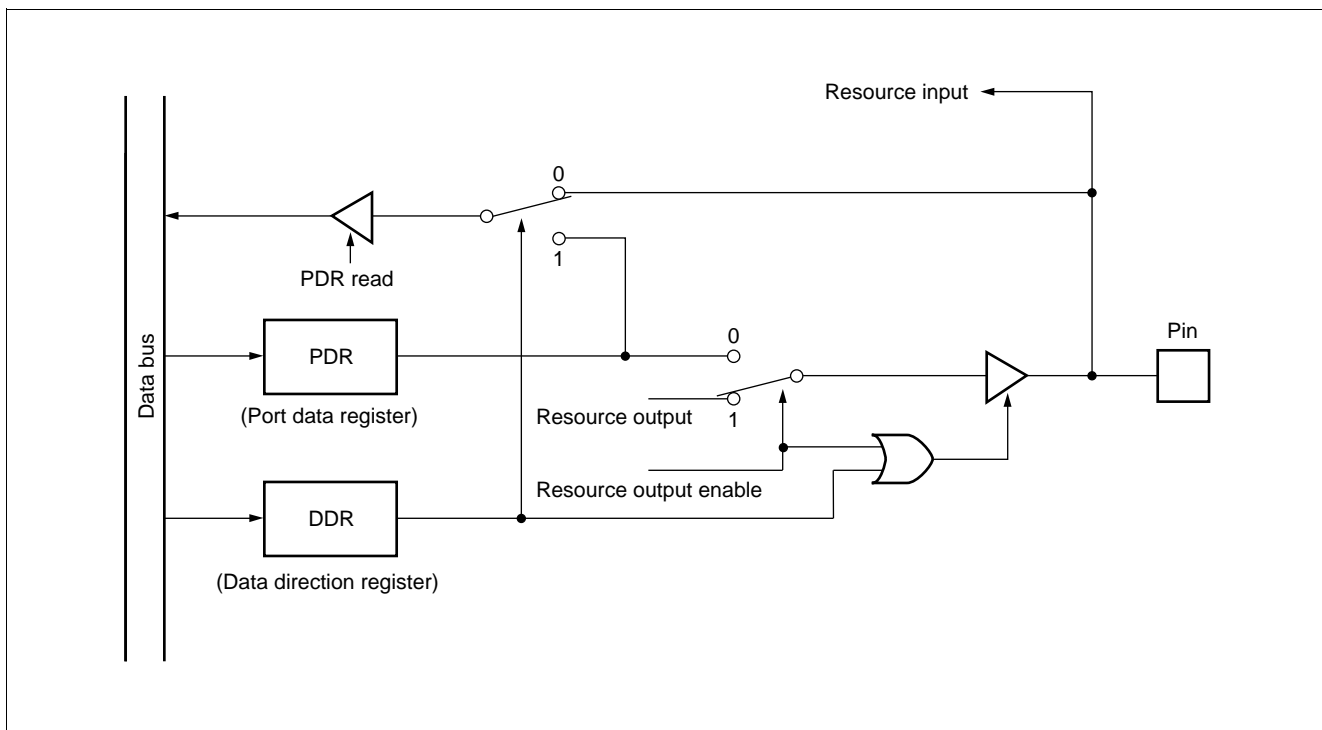 Resource input
0
1
PDR read
Data bus
PDR
(Port data register)
0
1
Pin
Resource output
Resource output enable
DDR
(Data direction register)